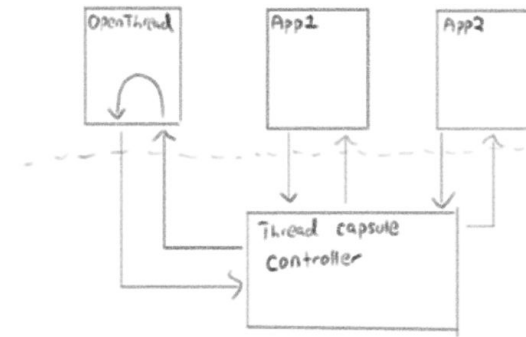 OpenThread
App1
App2
Thread capsule
controller